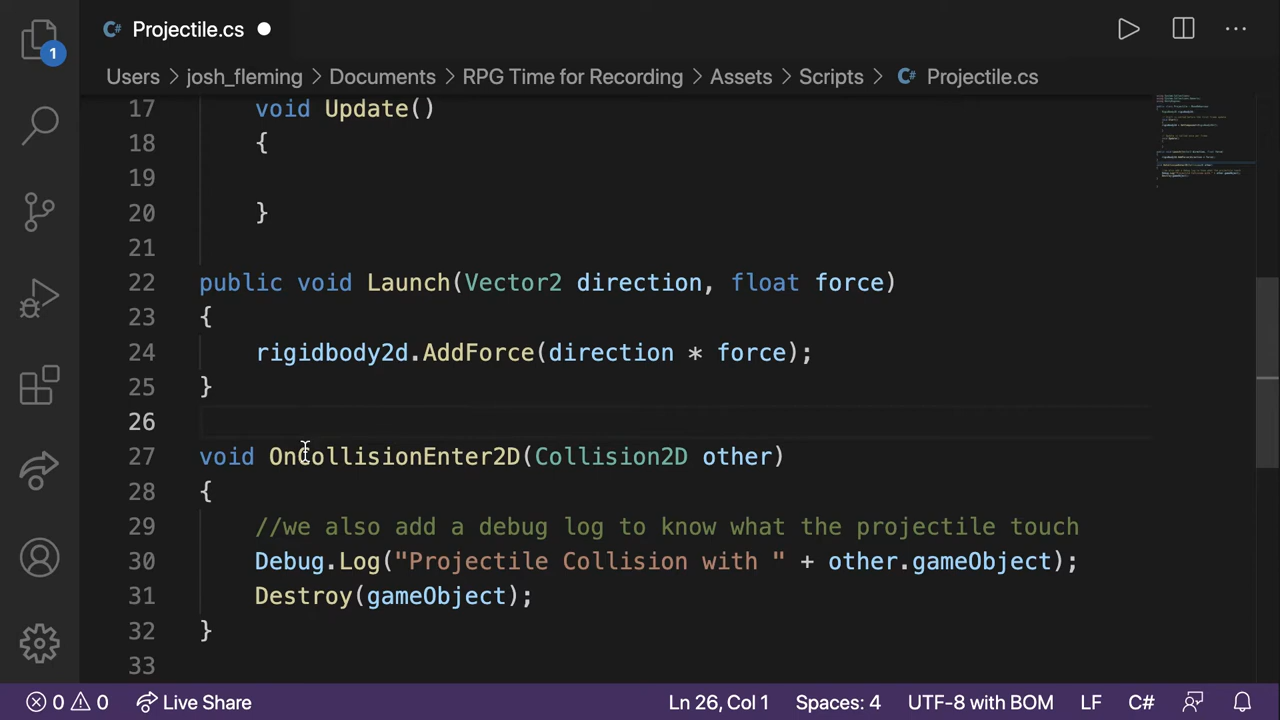 Projectile.cs
1
Users > josh_fleming > Documents > RPG Time for Recording > Assets > Scripts > Projectile.cs
17 void Update()
18 {
19
20 }
21
22 public void Launch(Vector2 direction, float force)
23 {
24 rigidbody2d.AddForce(direction * force);
25 }
26
27 void OnCollisionEnter2D(Collision2D other)
28 {
29 //we also add a debug log to know what the projectile touch
30 Debug.Log("Projectile Collision with " + other.gameObject);
31 Destroy(gameObject);
32 }
33
0 0 Live Share Ln 26, Col 1 Spaces: 4 UTF-8 with BOM LF C#